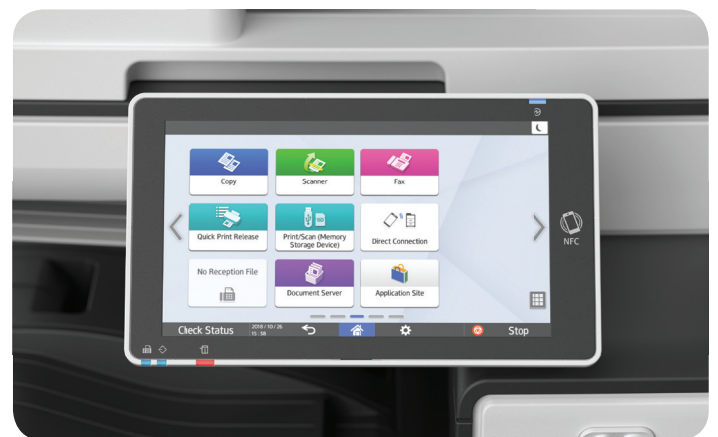 Copy
Scanner
Fax
Quick Print Release
Print/Scan (Memory
Storage Device)
Direct Connection
No Reception File
Document Server
Application Site
NFC
Check Status
2018 / 10 / 26
15 : 58
Stop